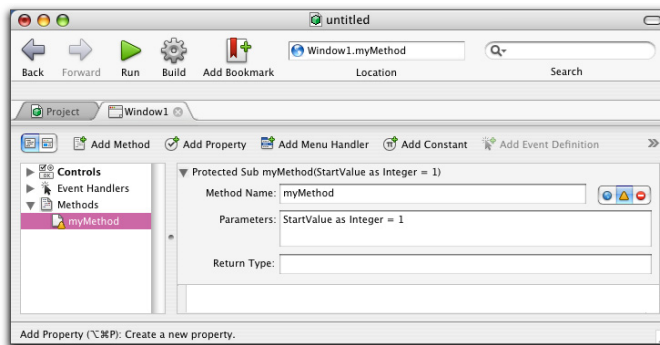 untitled
Back Forward Run Build Add Bookmark
Window1.myMethod
Location
Search
Project Window1
Add Method Add Property Add Menu Handler Add Constant Add Event Definition
Controls
Event Handlers
Methods
myMethod
Protected Sub myMethod(StartValue as Integer = 1)
Method Name: myMethod
Parameters: StartValue as Integer = 1
Return Type:
Add Property (⌥⌘P): Create a new property.